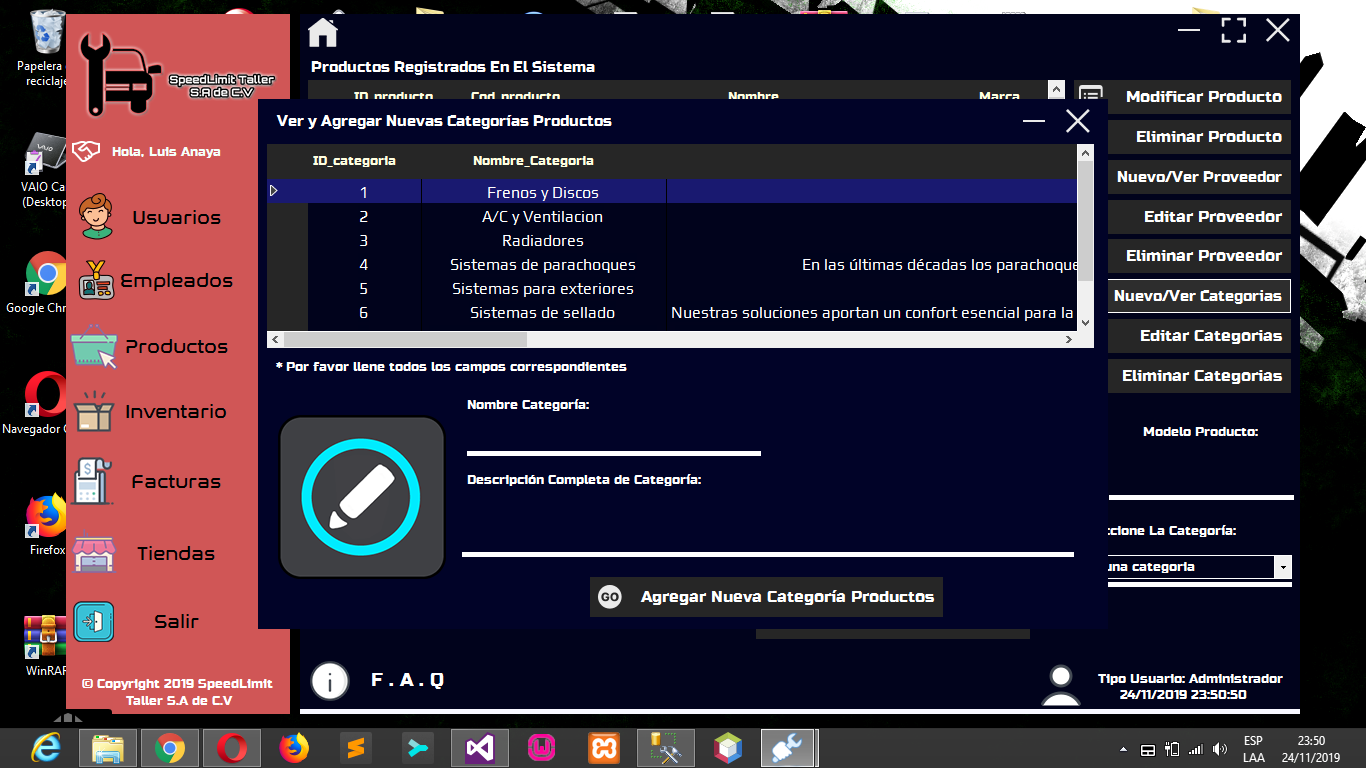 Papelera
reciclaje
VAIO Ca
(Desktop
Google Chr
Navegador
Firefox
WinRAR
SpeedLimit Taller
S.A de C.V
Hola, Luis Anaya
Usuarios
Empleados
Productos
Inventario
Facturas
Tiendas
Salir
© Copyright 2019 SpeedLimit
Taller S.A de C.V
Productos Registrados En El Sistema
ID_producto Cod_producto Nombre Marca
Ver y Agregar Nuevas Categorías Productos
ID_categoria Nombre_Categoria
1 Frenos y Discos
2 A/C y Ventilacion
3 Radiadores
4 Sistemas de parachoques En las últimas décadas los parachoque
5 Sistemas para exteriores
6 Sistemas de sellado Nuestras soluciones aportan un confort esencial para la
* Por favor llene todos los campos correspondientes
Nombre Categoría:
Descripción Completa de Categoría:
GO Agregar Nueva Categoría Productos
Modificar Producto
Eliminar Producto
Nuevo/Ver Proveedor
Editar Proveedor
Eliminar Proveedor
Nuevo/Ver Categorias
Editar Categorias
Eliminar Categorias
Modelo Producto:
ccione La Categoría:
una categoria
F.A.Q
Tipo Usuario: Administrador
24/11/2019 23:50:50
ESP
LAA
23:50
24/11/2019